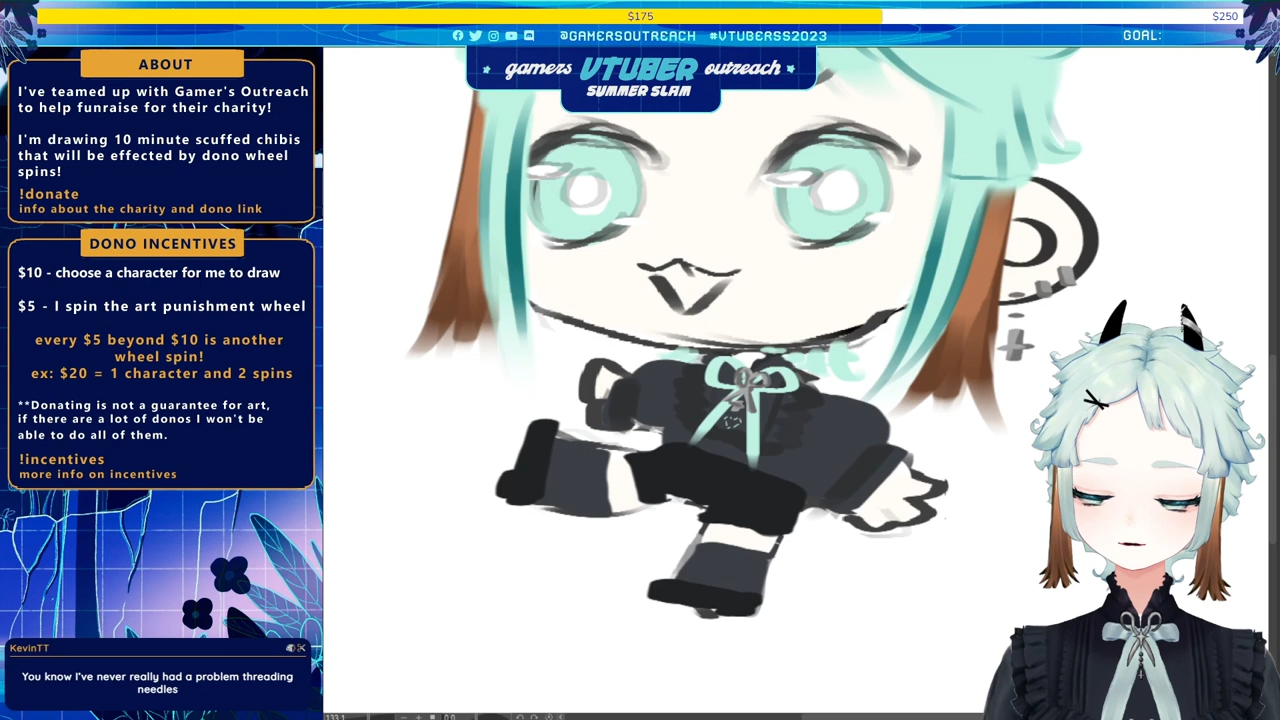 $175
$250
@GAMERSOUTREACH #VTUBERSS2023
GOAL:
gamers VTUBER outreach
SUMMER SLAM
ABOUT
I've teamed up with Gamer's Outreach
to help funraise for their charity!
I'm drawing 10 minute scuffed chibis
that will be effected by dono wheel
spins!
!donate
info about the charity and dono link
DONO INCENTIVES
$10 - choose a character for me to draw
$5 - I spin the art punishment wheel
every $5 beyond $10 is another
wheel spin!
ex: $20 = 1 character and 2 spins
**Donating is not a guarantee for art,
if there are a lot of donos I won't be
able to do all of them.
!incentives
more info on incentives
KevinTT
You know I've never really had a problem threading
needles
133.1
0.0